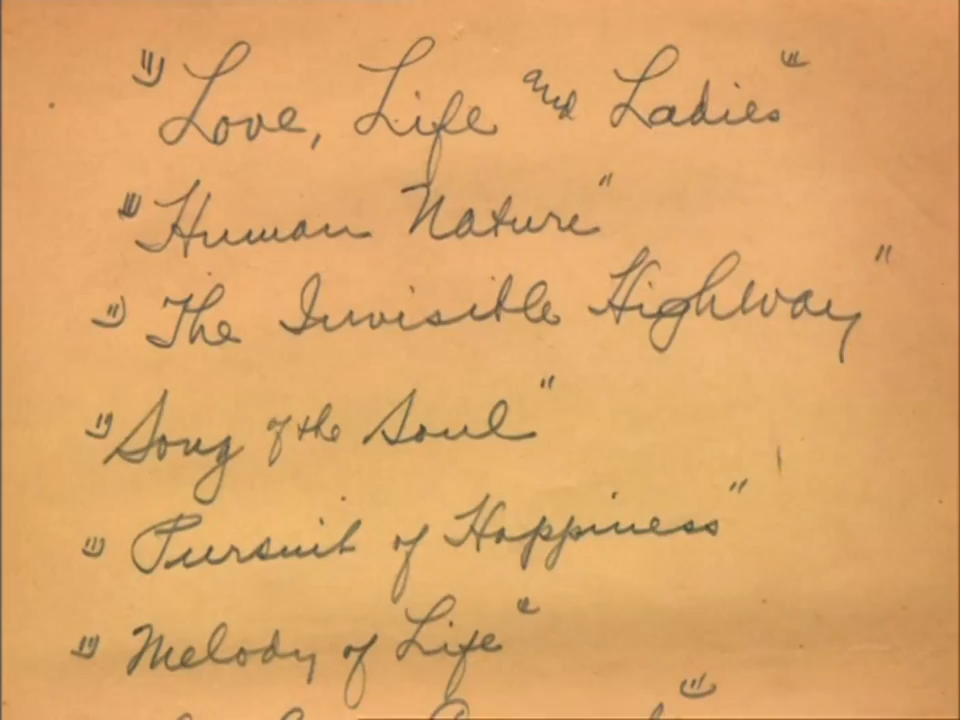 "Love, Life and Ladies"
"Human Nature"
"The Invisible Highway"
"Song of the Soul"
"Pursuit of Happiness"
"Melody of Life"